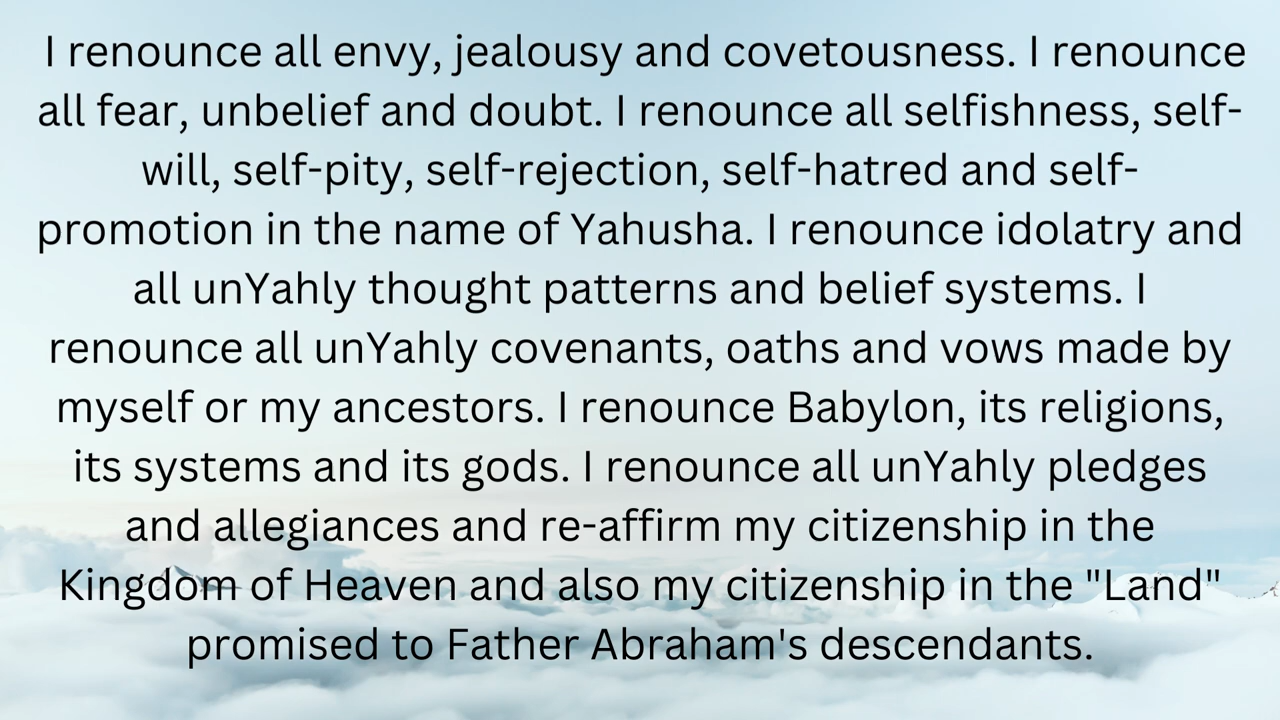 I renounce all envy, jealousy and covetousness. I renounce
all fear, unbelief and doubt. I renounce all selfishness, self-
will, self-pity, self-rejection, self-hatred and self-
promotion in the name of Yahusha. I renounce idolatry and
all unYahly thought patterns and belief systems. I
renounce all unYahly covenants, oaths and vows made by
myself or my ancestors. I renounce Babylon, its religions,
its systems and its gods. I renounce all unYahly pledges
and allegiances and re-affirm my citizenship in the
Kingdom of Heaven and also my citizenship in the "Land"
promised to Father Abraham's descendants.